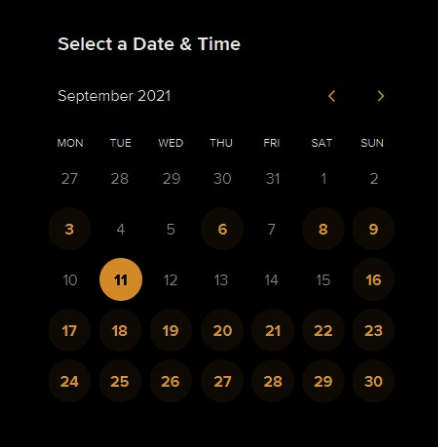 Select a Date & Time
September 2021
MON TUE WED THU FRI SAT SUN
27 28 29 30 31 1 2
3 4 5 6 7 8 9
10 11 12 13 14 15 16
17 18 19 20 21 22 23
24 25 26 27 28 29 30